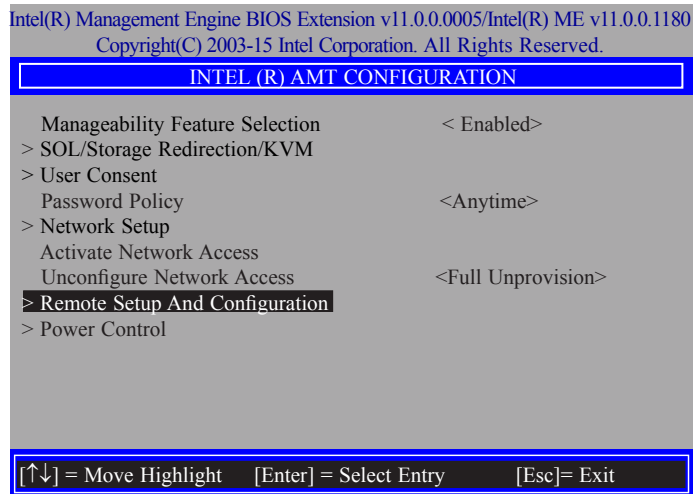 Intel(R) Management Engine BIOS Extension v11.0.0.0005/Intel(R) ME v11.0.0.1180
Copyright(C) 2003-15 Intel Corporation. All Rights Reserved.
INTEL (R) AMT CONFIGURATION
Manageability Feature Selection < Enabled>
> SOL/Storage Redirection/KVM
> User Consent
Password Policy <Anytime>
> Network Setup
Activate Network Access
Unconfigure Network Access <Full Unprovision>
> Remote Setup And Configuration
> Power Control
[↑↓] = Move Highlight [Enter] = Select Entry [Esc]= Exit